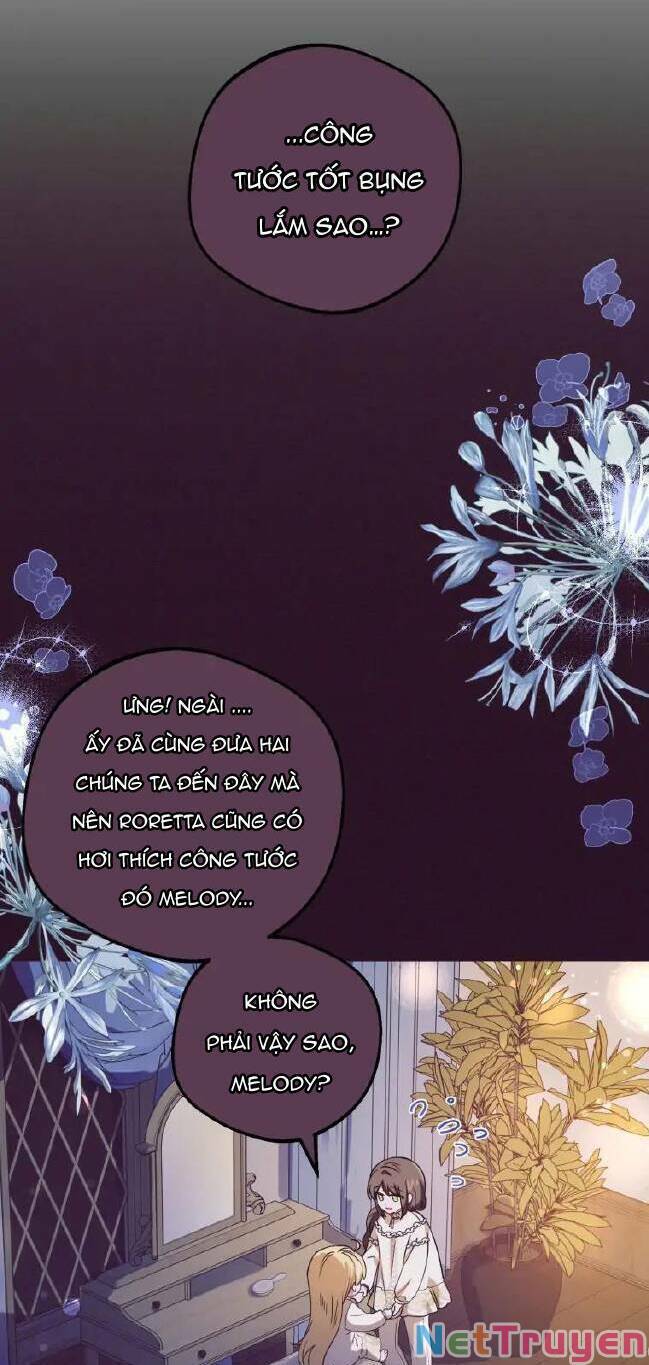 ...CÔNG
TƯỚC TỐT BỤNG
LẮM SAO...?
ƯNG! NGÀI ....
ẤY ĐÃ CÙNG ĐƯA HAI
CHÚNG TA ĐẾN ĐÂY MÀ
NÊN RORETTA CŨNG CÓ
HƠI THÍCH CÔNG TƯỚC
ĐÓ MELODY...
KHÔNG
PHẢI VẬY SAO,
MELODY?
NetTruyen